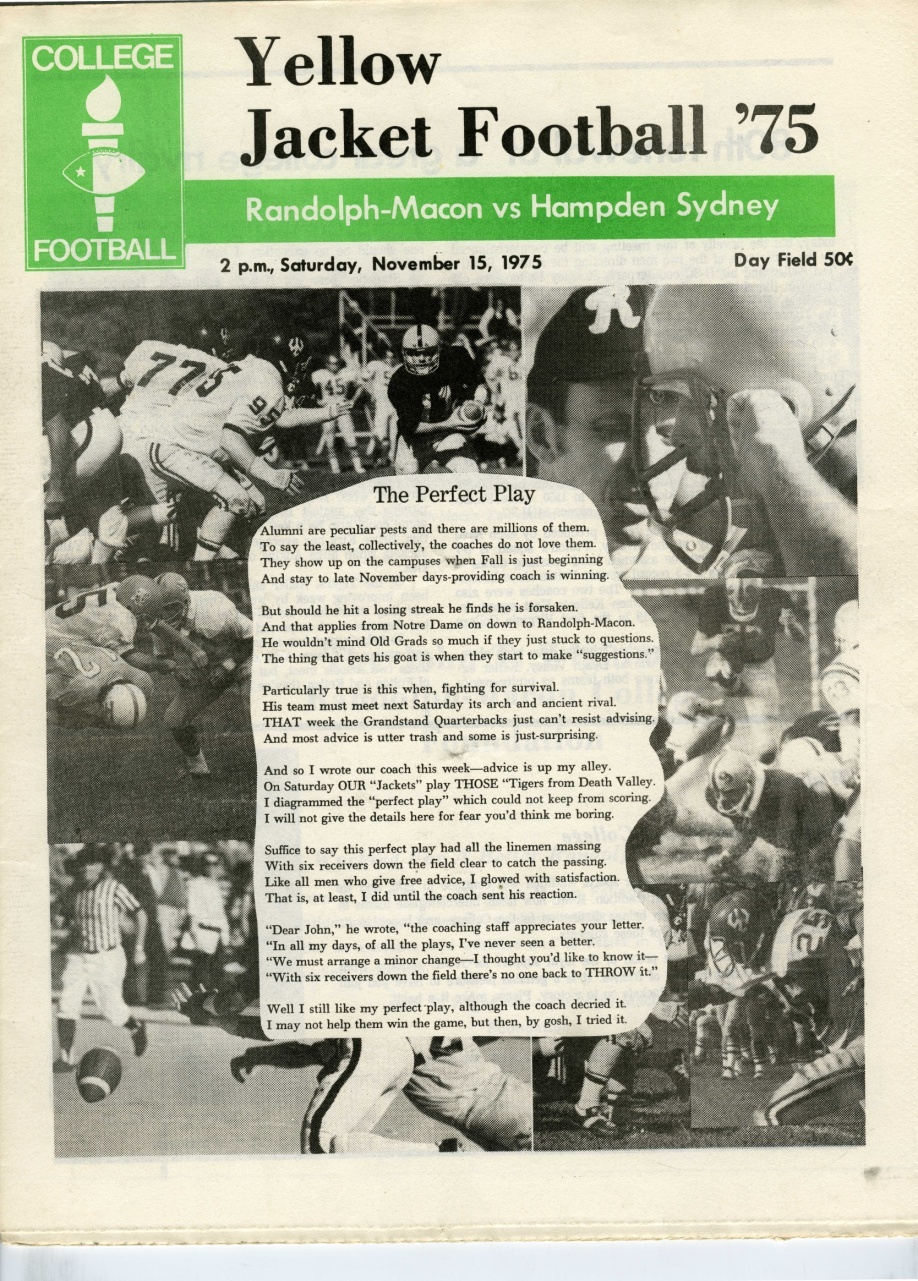 COLLEGE
FOOTBALL
Yellow
Jacket Football '75
Randolph-Macon vs Hampden Sydney
2 p.m., Saturday, November 15, 1975
Day Field 50¢
77
95
R
The Perfect Play
Alumni are peculiar pests and there are millions of them.
To say the least, collectively, the coaches do not love them.
They show up on the campuses when Fall is just beginning
And stay to late November days-providing coach is winning.
But should he hit a losing streak he finds he is forsaken.
And that applies from Notre Dame on down to Randolph-Macon.
He wouldn't mind Old Grads so much if they just stuck to questions.
The thing that gets his goat is when they start to make "suggestions."
Particularly true is this when, fighting for survival.
His team must meet next Saturday its arch and ancient rival.
THAT week the Grandstand Quarterbacks just can't resist advising.
And most advice is utter trash and some is just-surprising.
And so I wrote our coach this week—advice is up my alley.
On Saturday OUR "Jackets" play THOSE "Tigers from Death Valley.
I diagrammed the "perfect play" which could not keep from scoring.
I will not give the details here for fear you'd think me boring.
Suffice to say this perfect play had all the linemen massing
With six receivers down the field clear to catch the passing.
Like all men who give free advice, I glowed with satisfaction.
That is, at least, I did until the coach sent his reaction.
"Dear John," he wrote, "the coaching staff appreciates your letter.
"In all my days, of all the plays, I've never seen a better.
"We must arrange a minor change—I thought you'd like to know it—
"With six receivers down the field there's no one back to THROW it."
Well I still like my perfect play, although the coach decried it.
I may not help them win the game, but then, by gosh, I tried it.